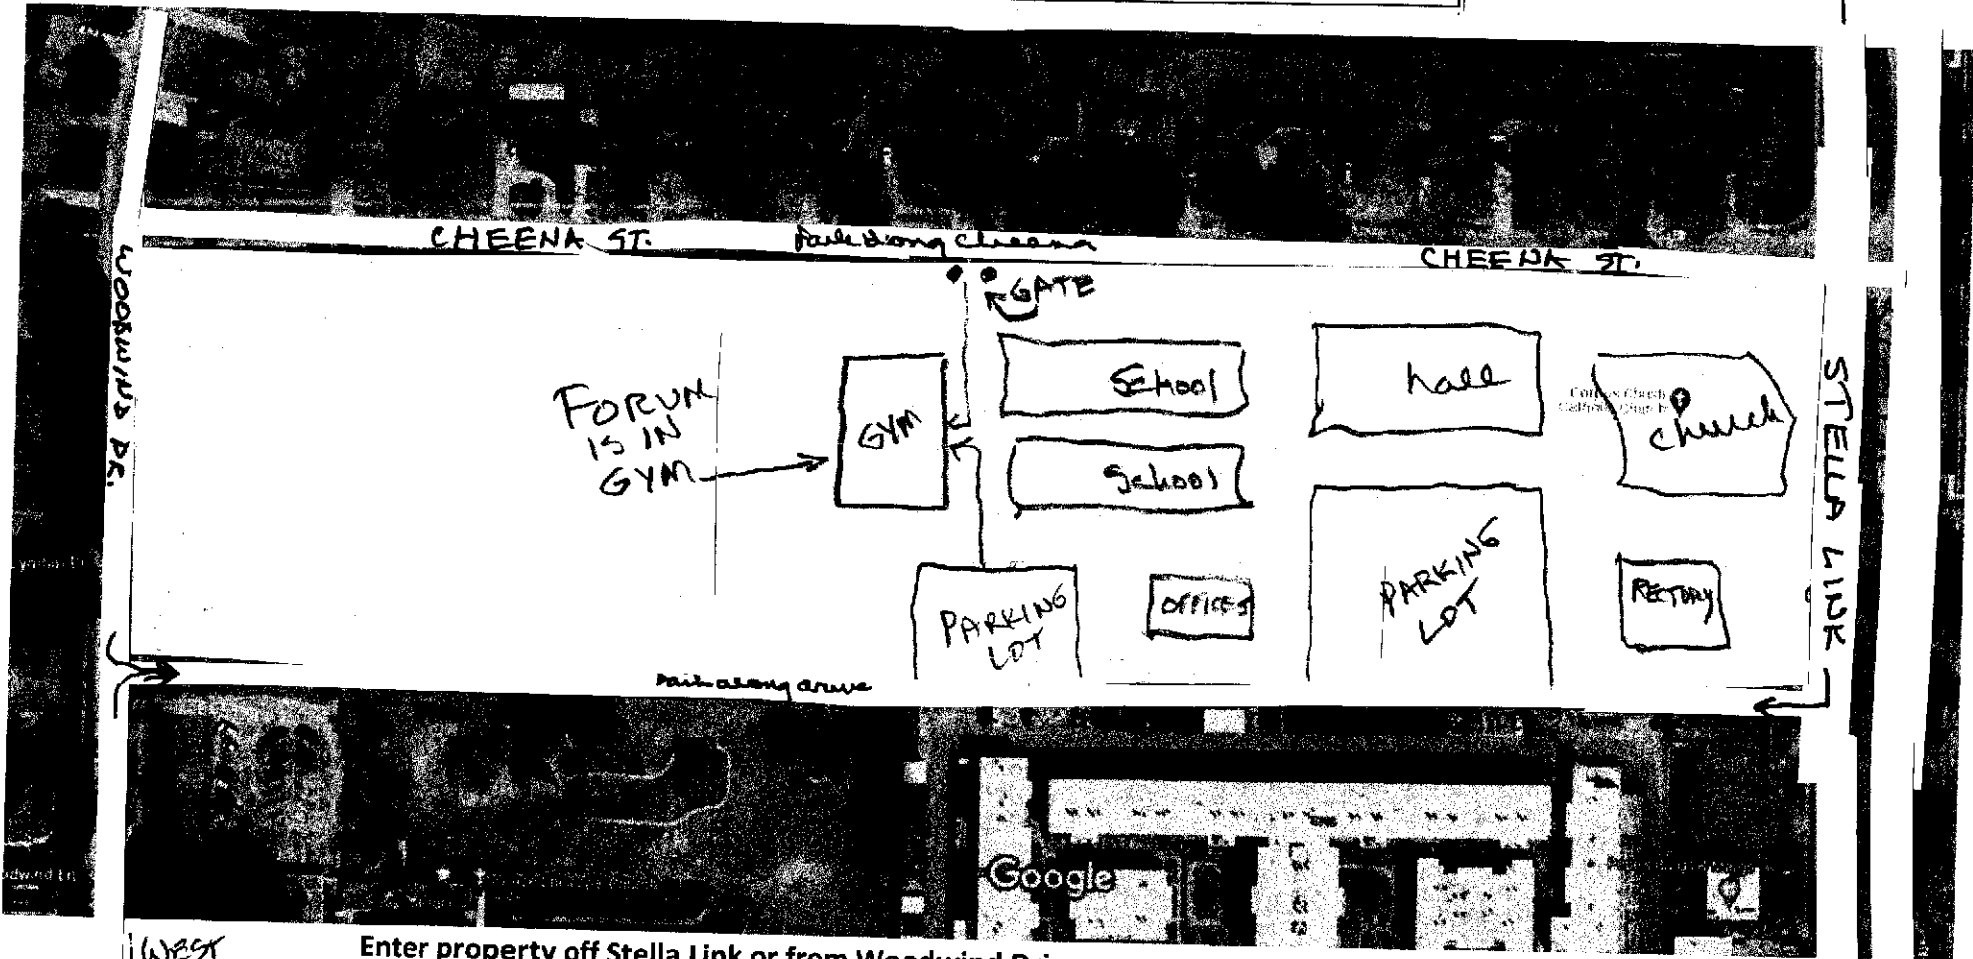 CHEENA ST.
Park along Cheena
CHEENA ST.
GATE
WOODWIND DR.
School
hall
FORUM
IS IN
GYM
GYM
Church
STELLA LINK
School
PARKING
LOT
OFFICES
PARKING
LOT
RECTORY
Park along drive
Google
WEST
Enter property off Stella Link or from Woodwind